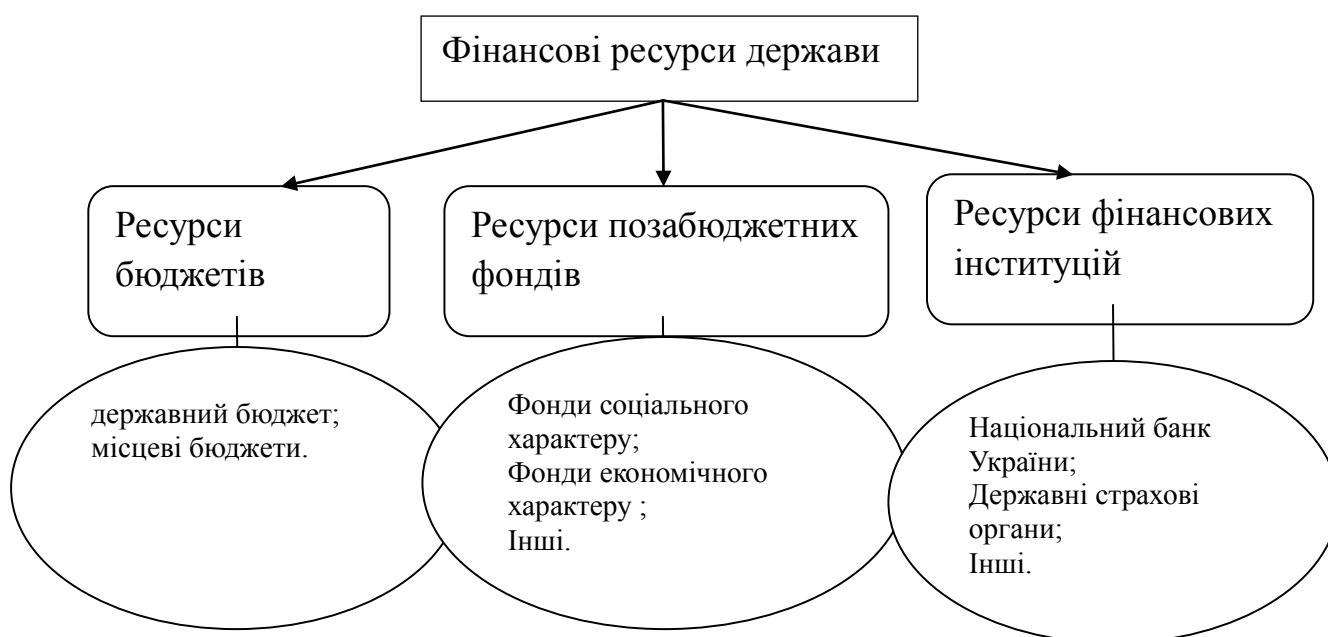 Фінансові ресурси держави
Ресурси
бюджетів
Ресурси позабюджетних
фондів
Ресурси фінансових
інституцій
державний бюджет;
місцеві бюджети.
Фонди соціального
характеру;
Фонди економічного
характеру ;
Інші.
Національний банк
України;
Державні страхові
органи;
Інші.